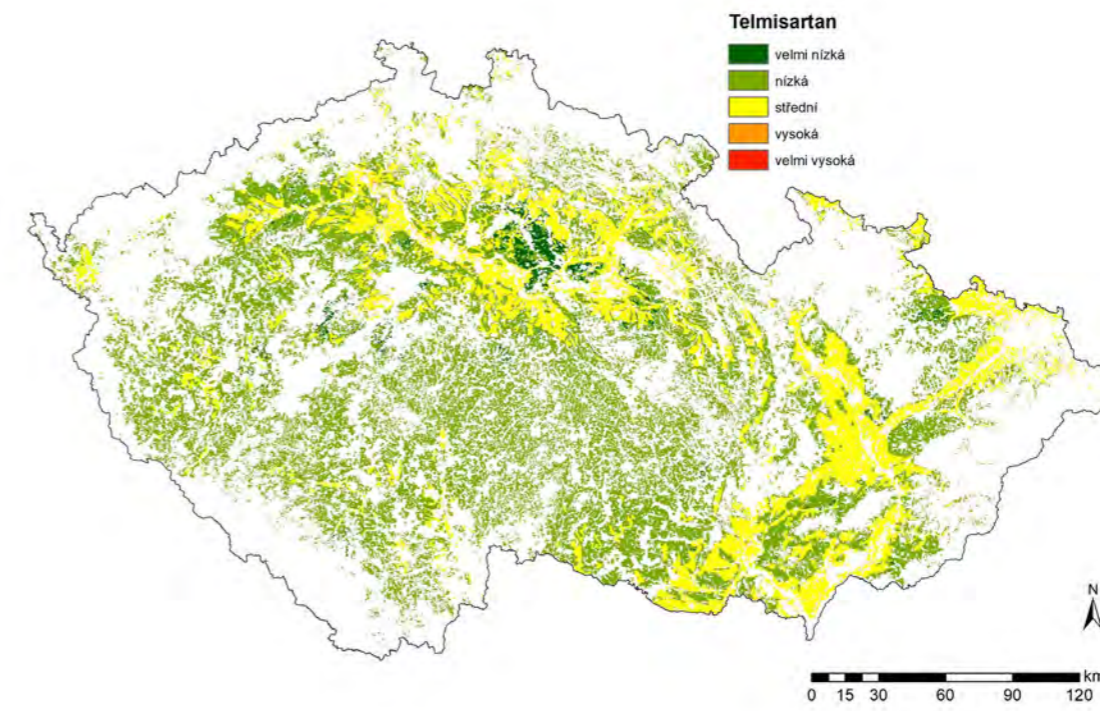 Telmisartan
velmi nízká
nízká
střední
vysoká
velmi vysoká
N
km
0 15 30 60 90 120